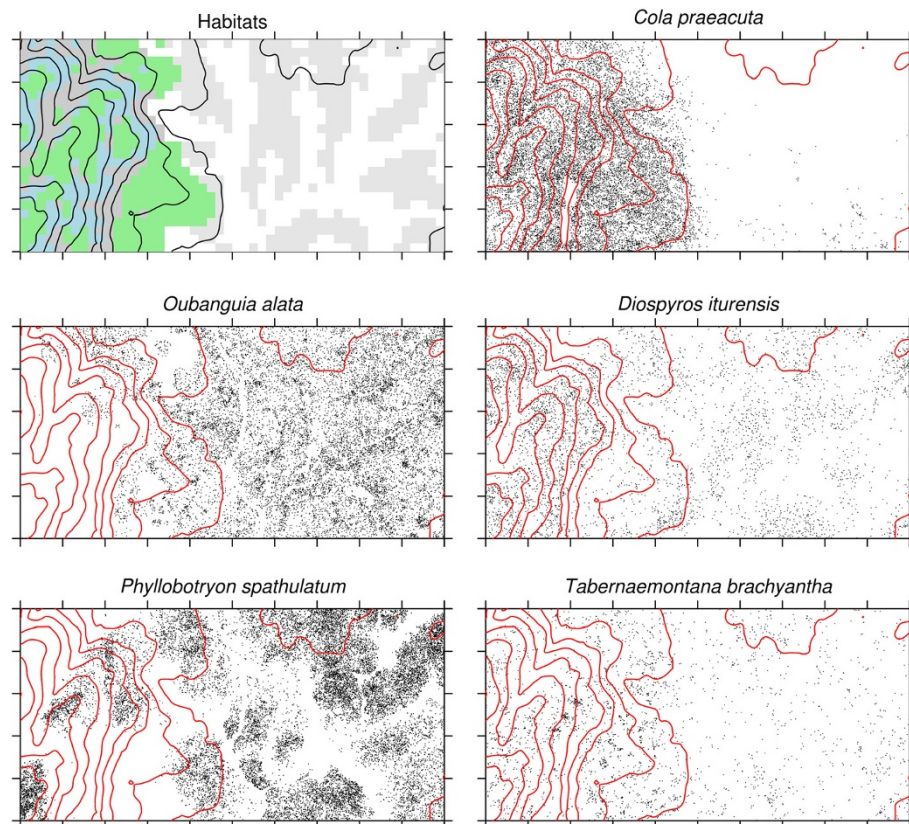 Habitats
Cola praeacuta
Oubanguia alata
Diospyros iturensis
Phyllobotryon spathulatum
Tabernaemontana brachyantha